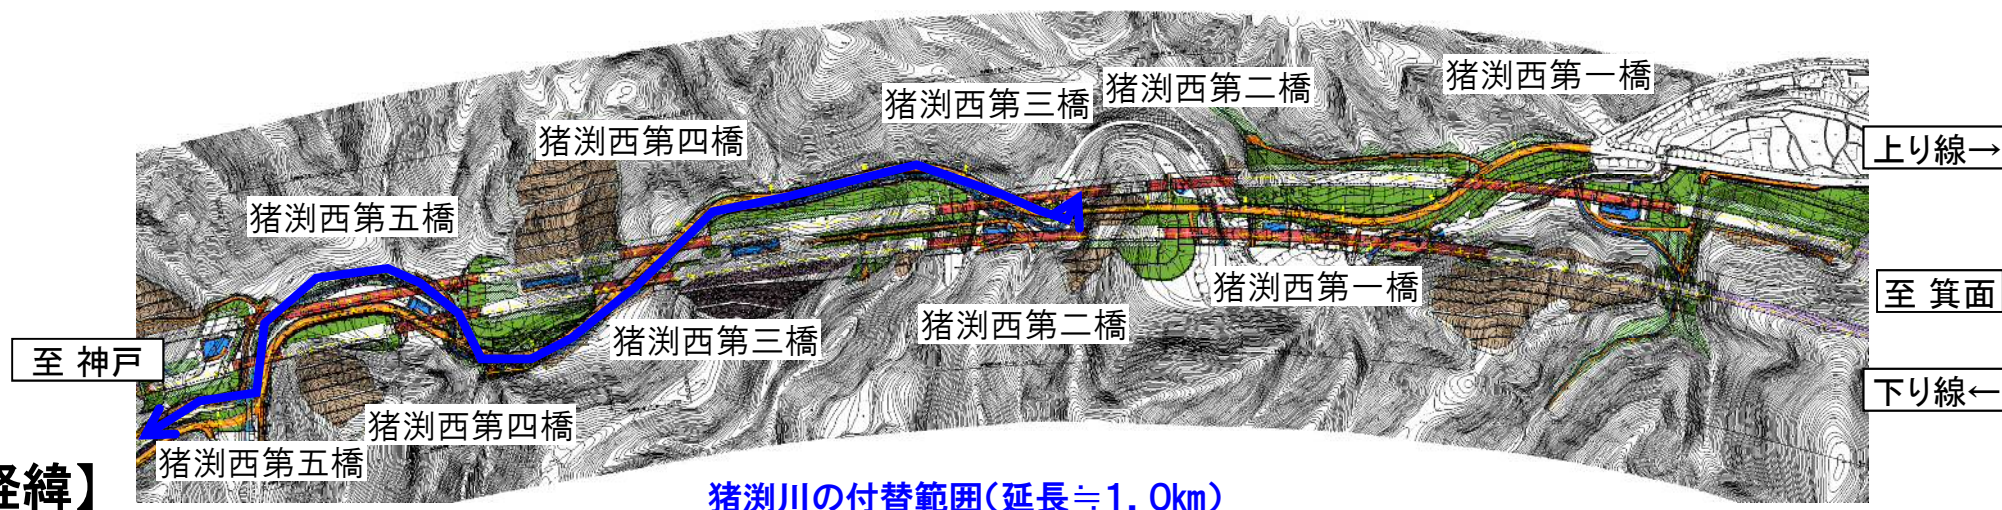 猪渕西第一橋
猪渕西第二橋
猪渕西第三橋
猪渕西第四橋
猪渕西第五橋
上り線→
至 箕面
下り線←
猪渕西第一橋
猪渕西第二橋
猪渕西第三橋
至 神戸
猪渕西第四橋
猪渕西第五橋
経緯】
猪渕川の付替範囲(延長≒1.0km)